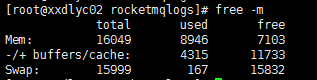 [root@xxdlyc02 rocketmqlogs]# free -m
total used free
Mem: 16049 8946 7103
-/+ buffers/cache: 4315 11733
Swap: 15999 167 15832